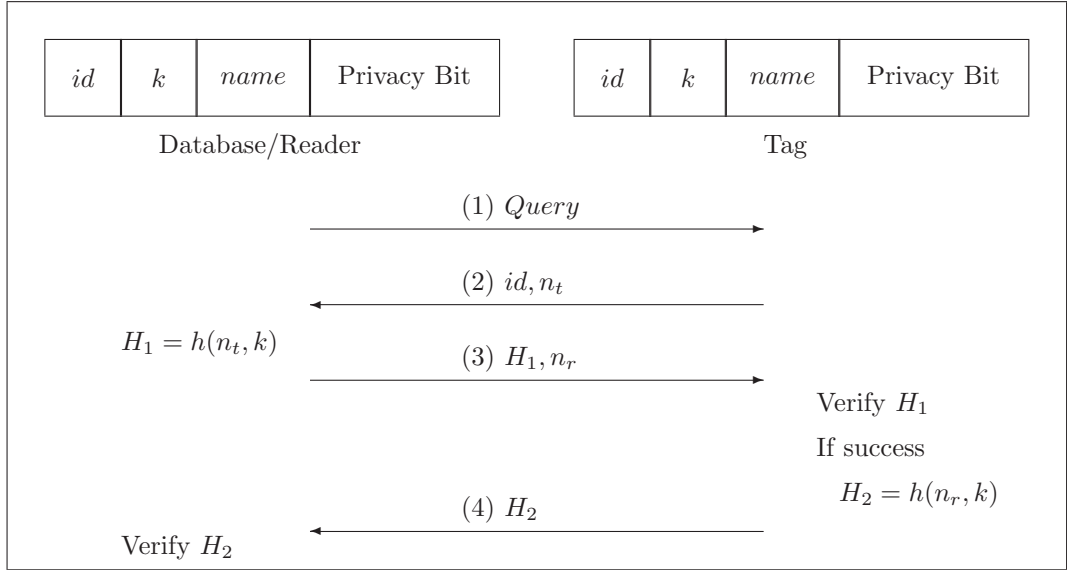 id k name Privacy Bit id k name Privacy Bit
Database/Reader Tag
(1) Query
(2) id, n_t
H_1 = h(n_t, k)
(3) H_1, n_r
Verify H_1
If success
H_2 = h(n_r, k)
(4) H_2
Verify H_2